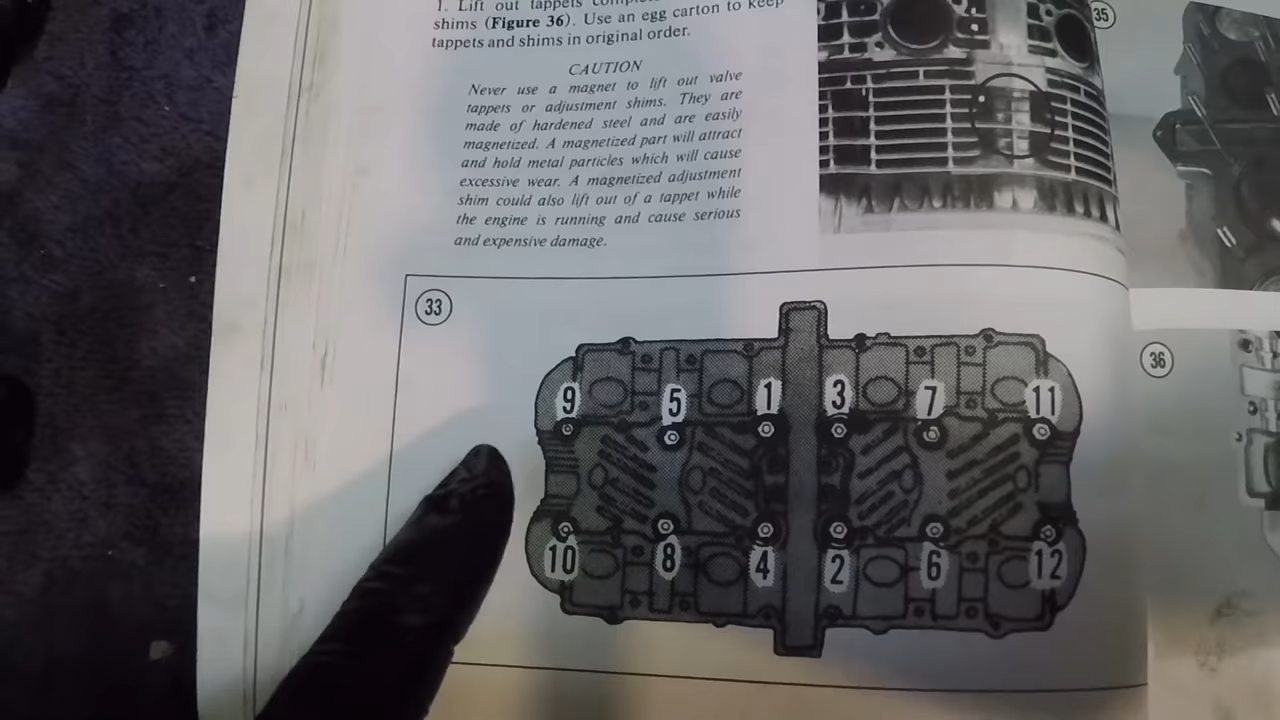 1. Lift out tappets
shims (Figure 36). Use an egg carton to keep
tappets and shims in original order.
CAUTION
Never use a magnet to lift out valve
tappets or adjustment shims. They are
made of hardened steel and are easily
magnetized. A magnetized part will attract
and hold metal particles which will cause
excessive wear. A magnetized adjustment
shim could also lift out of a tappet while
the engine is running and cause serious
and expensive damage.
35
33
9 5 1 3 7 11
10 8 4 2 6 12
36